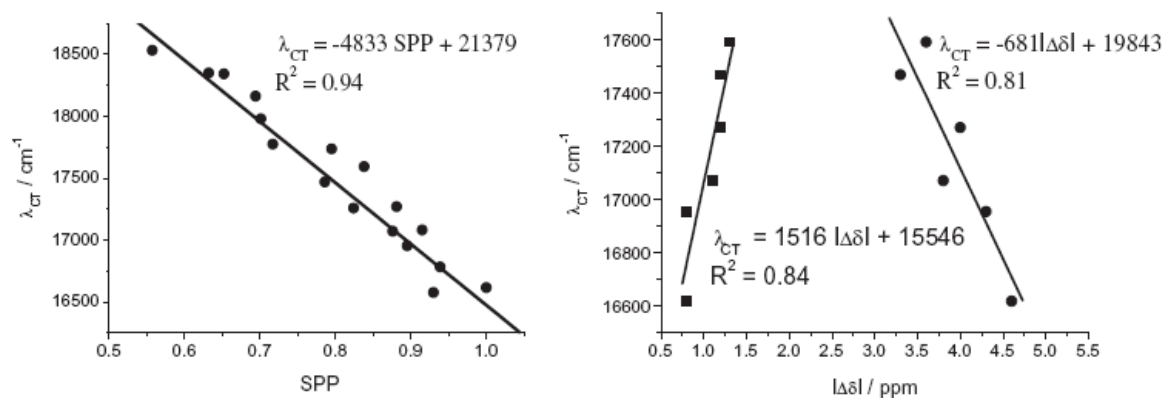 λCT = -4833 SPP + 21379
R² = 0.94
18500
18000
17500
17000
16500
λCT / cm⁻¹
0.5 0.6 0.7 0.8 0.9 1.0
SPP
λCT = -681|Δδ| + 19843
R² = 0.81
λCT = 1516 |Δδ| + 15546
R² = 0.84
17600
17400
17200
17000
16800
16600
λCT / cm⁻¹
0.5 1.0 1.5 2.0 2.5 3.0 3.5 4.0 4.5 5.0 5.5
|Δδ| / ppm